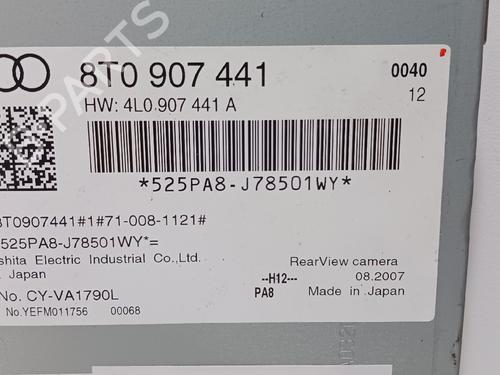 8T0 907 441
0040
HW: 4L0 907 441 A
12
*525PA8-J78501WY*
8T0907441#1#71-008-1121#
525PA8-J78501WY*=
shita Electric Industrial Co.,Ltd.
Japan
RearView camera
--H12--
08.2007
No. CY-VA1790L
PA8
Made in Japan
No.YEFM011756 00068
B-Parts